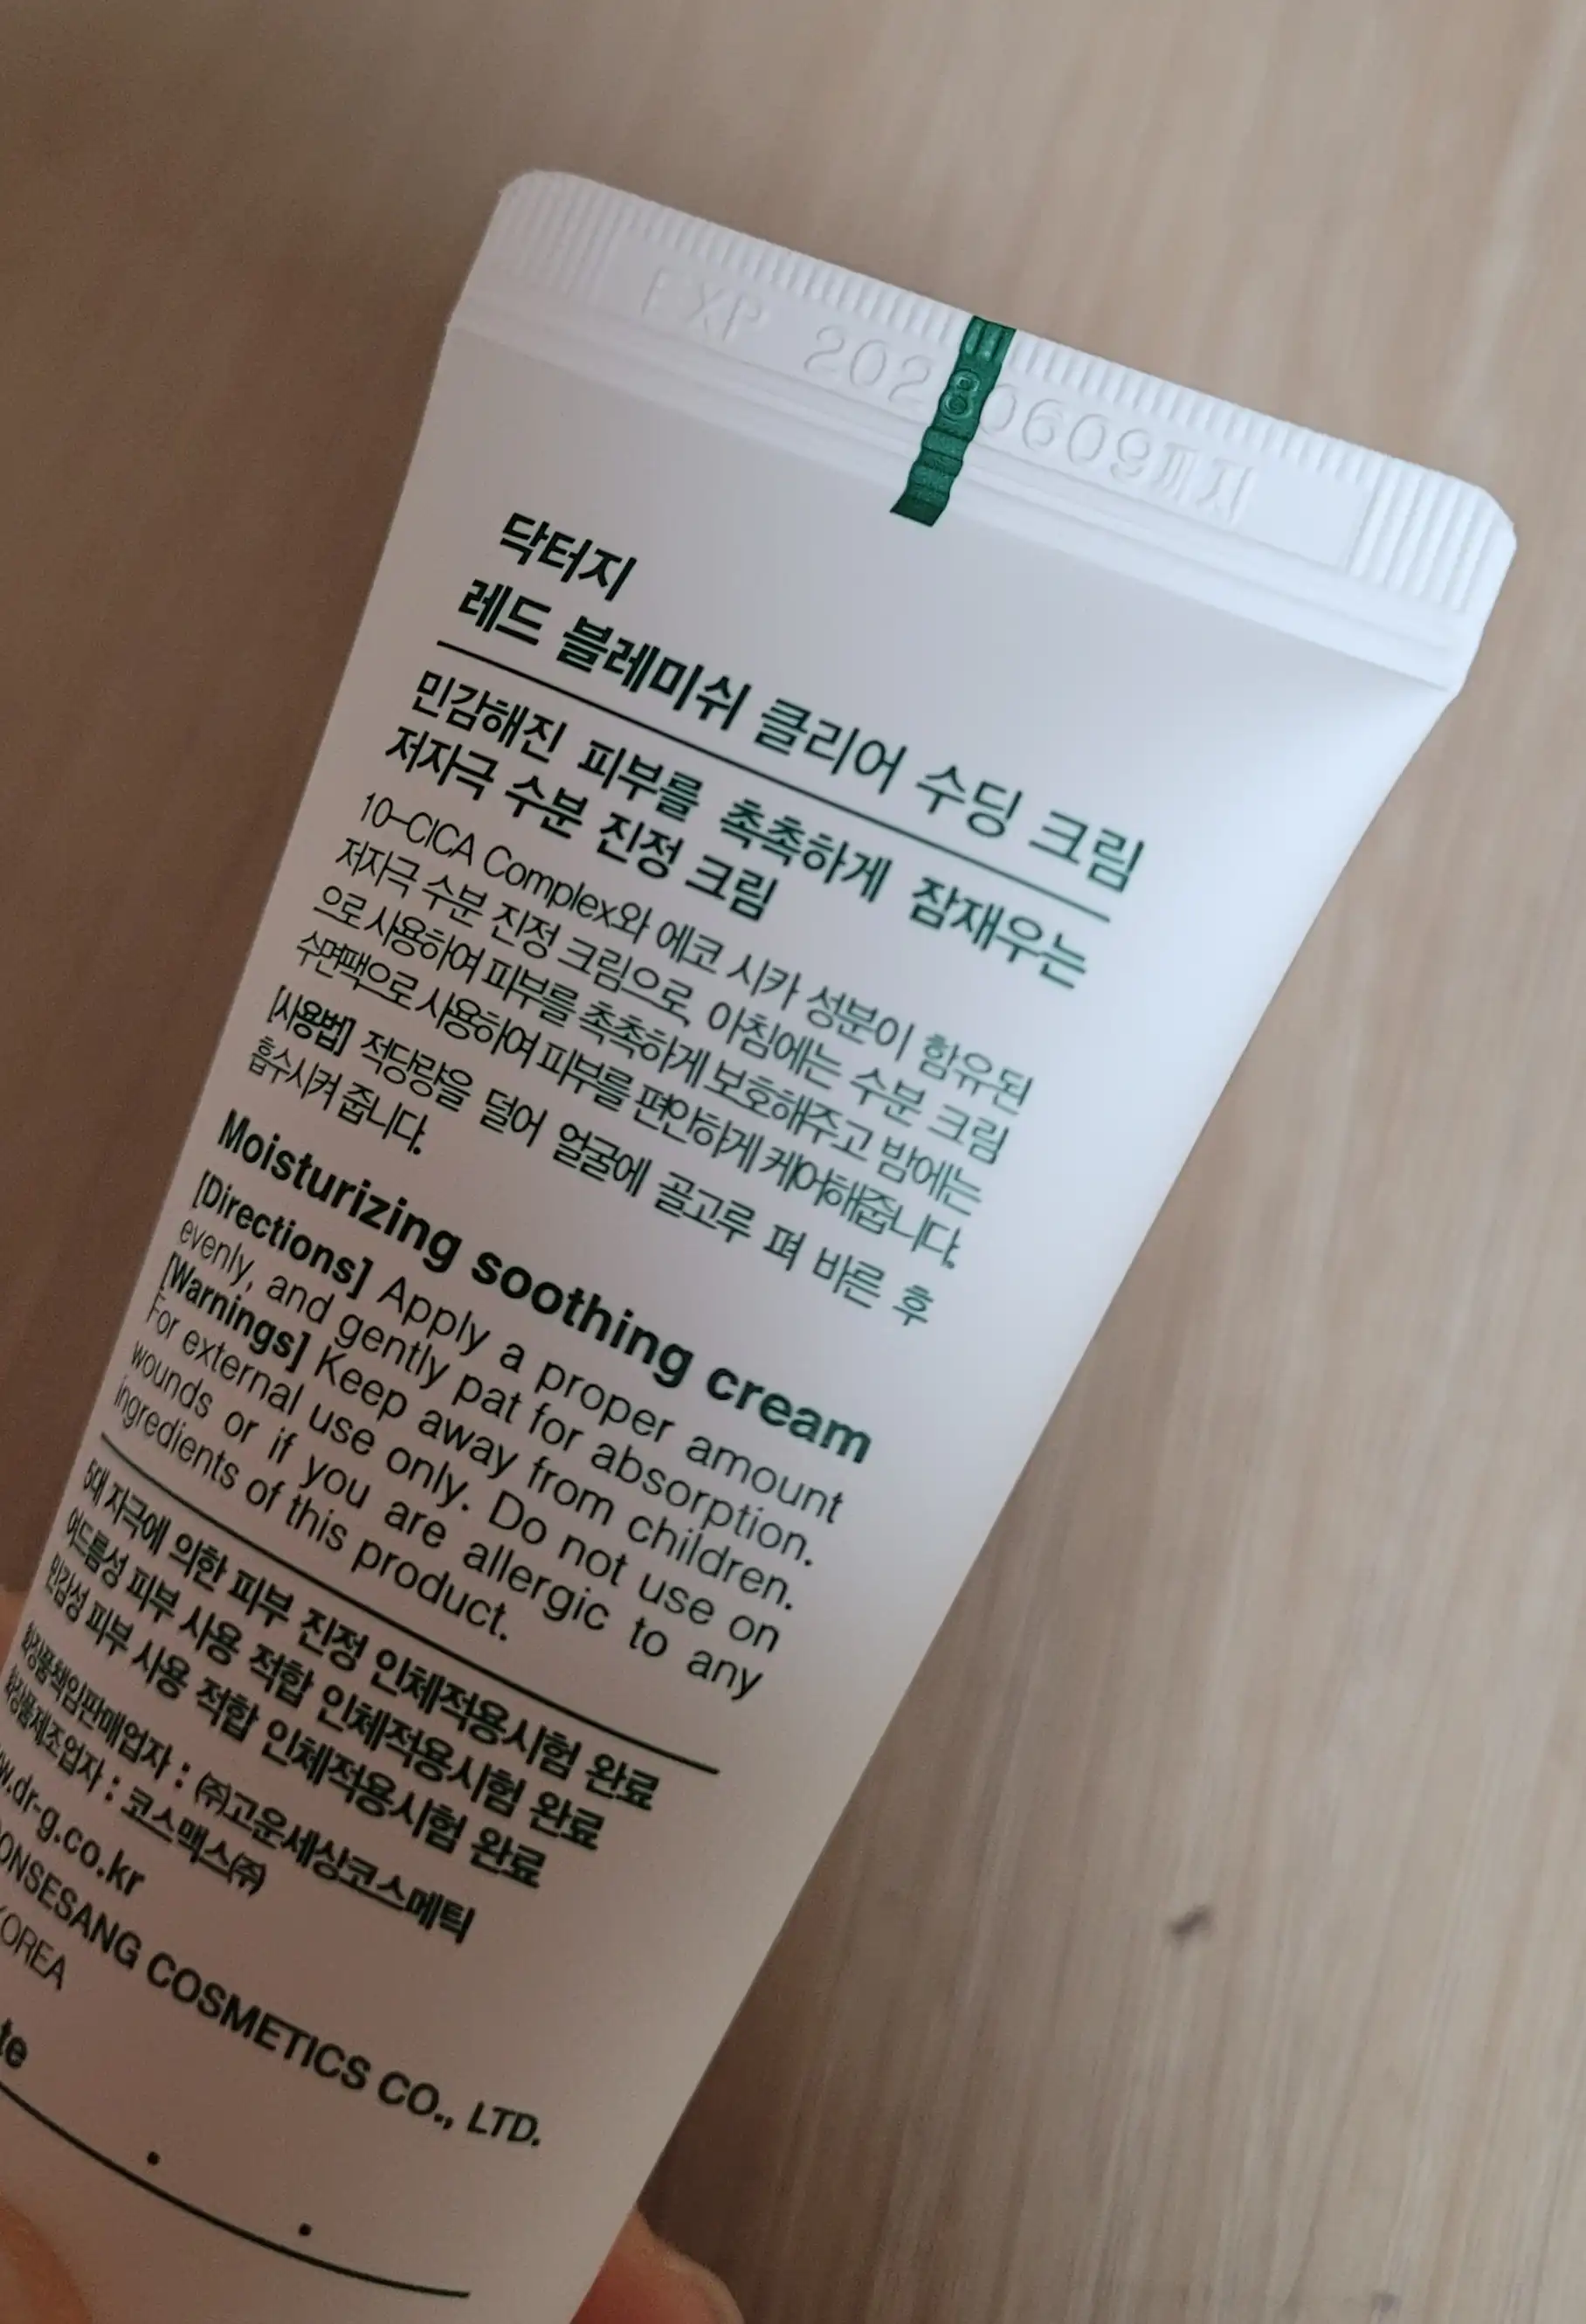 EXP 20280609까지
닥터지
레드 블레미쉬 클리어 수딩 크림
민감해진 피부를 촉촉하게 잠재우는
저자극 수분 진정 크림
10-CICA Complex와 에코 시카 성분이 함유된
저자극 수분 진정 크림으로, 아침에는 수분 크림
으로 사용하여 피부를 촉촉하게 보호해주고 밤에는
수면팩으로 사용하여 피부를 편안하게 케어해줍니다.
[사용법] 적당량을 덜어 얼굴에 골고루 펴 바른 후
흡수시켜 줍니다.
Moisturizing soothing cream
[Directions] Apply a proper amount
evenly, and gently pat for absorption.
[Warnings] Keep away from children.
For external use only. Do not use on
wounds or if you are allergic to any
ingredients of this product.
5대 자극에 의한 피부 진정 인체적용시험 완료
여드름성 피부 사용 적합 인체적용시험 완료
민감성 피부 사용 적합 인체적용시험 완료
화장품책임판매업자 : ㈜고운세상코스메틱
화장품제조업자 : 코스맥스㈜
w.dr-g.co.kr
ONSESANG COSMETICS CO., LTD.
KOREA
te